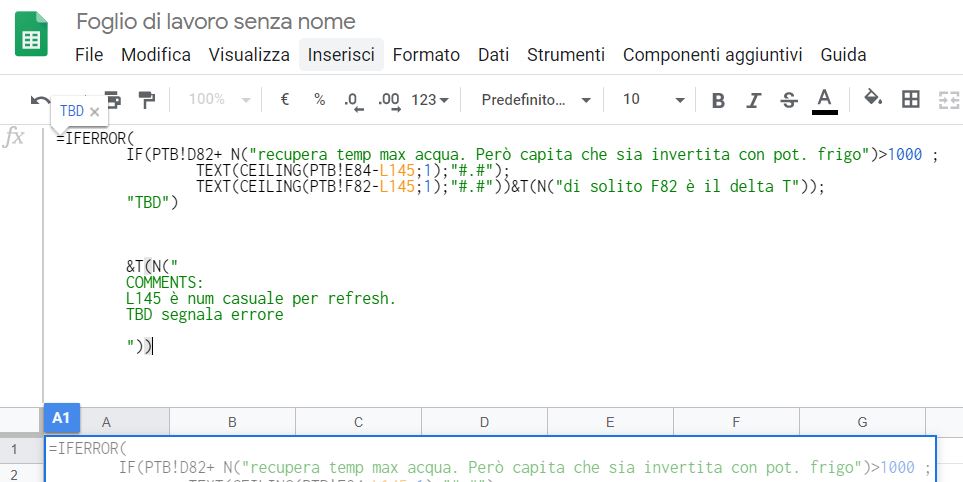 Foglio di lavoro senza nome
File Modifica Visualizza Inserisci Formato Dati Strumenti Componenti aggiuntivi Guida
100% € % .0 .00 123 Predefinito... 10 B I S A
TBD ×
fx
=IFERROR(
IF(PTB!D82+ N("recupera temp max acqua. Però capita che sia invertita con pot. frigo")>1000 ;
TEXT(CEILING(PTB!E84-L145;1);"#.#");
TEXT(CEILING(PTB!F82-L145;1);"#.#"))&T(N("di solito F82 è il delta T"));
"TBD")
&T(N("
COMMENTS:
L145 è num casuale per refresh.
TBD segnala errore
"))
A1
A B C D E F G
1 =IFERROR(
2 IF(PTB!D82+ N("recupera temp max acqua. Però capita che sia invertita con pot. frigo")>1000 ;